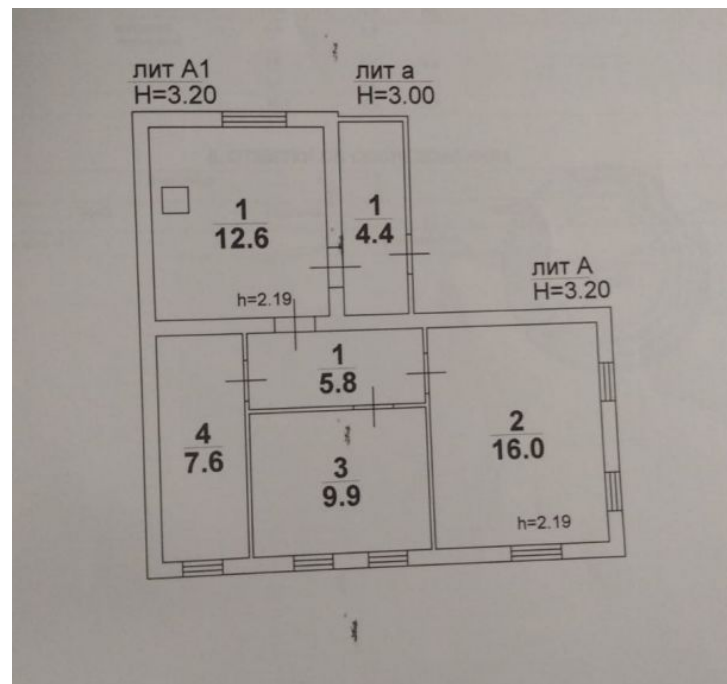 лит А1
Н=3.20
лит а
Н=3.00
1
12.6
1
4.4
h=2.19
лит А
Н=3.20
1
5.8
4
7.6
3
9.9
2
16.0
h=2.19